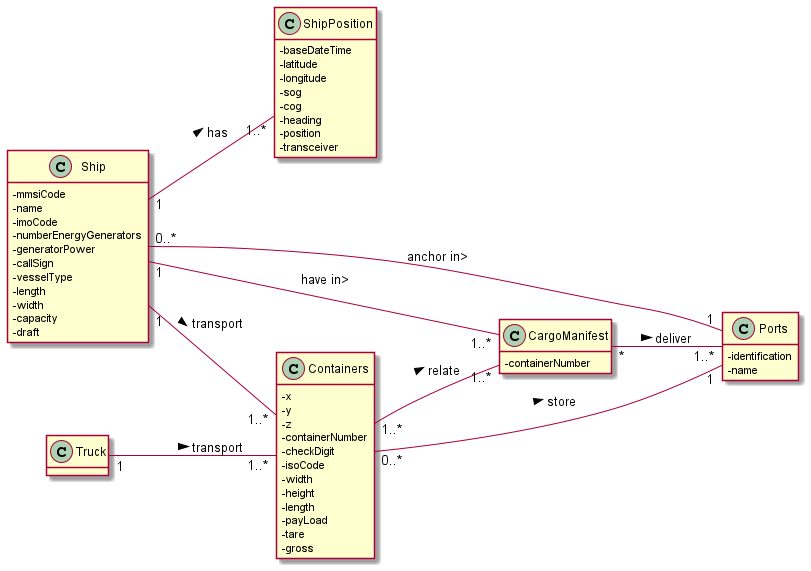 C ShipPosition
-baseDateTime
-latitude
-longitude
-sog
-cog
-heading
-position
-transceiver
has
1..*
1
C Ship
-mmsiCode
-name
-imoCode
-numberEnergyGenerators
-generatorPower
-callSign
-vesselType
-length
-width
-capacity
-draft
0..*
anchor in>
1
1
have in>
1..*
1
transport
1..*
C CargoManifest
-containerNumber
*
deliver
1..*
C Ports
-identification
-name
C Containers
-x
-y
-z
-containerNumber
-checkDigit
-isoCode
-width
-height
-length
-payLoad
-tare
-gross
relate
1..*
1..*
store
0..*
1
C Truck
1
transport
1..*